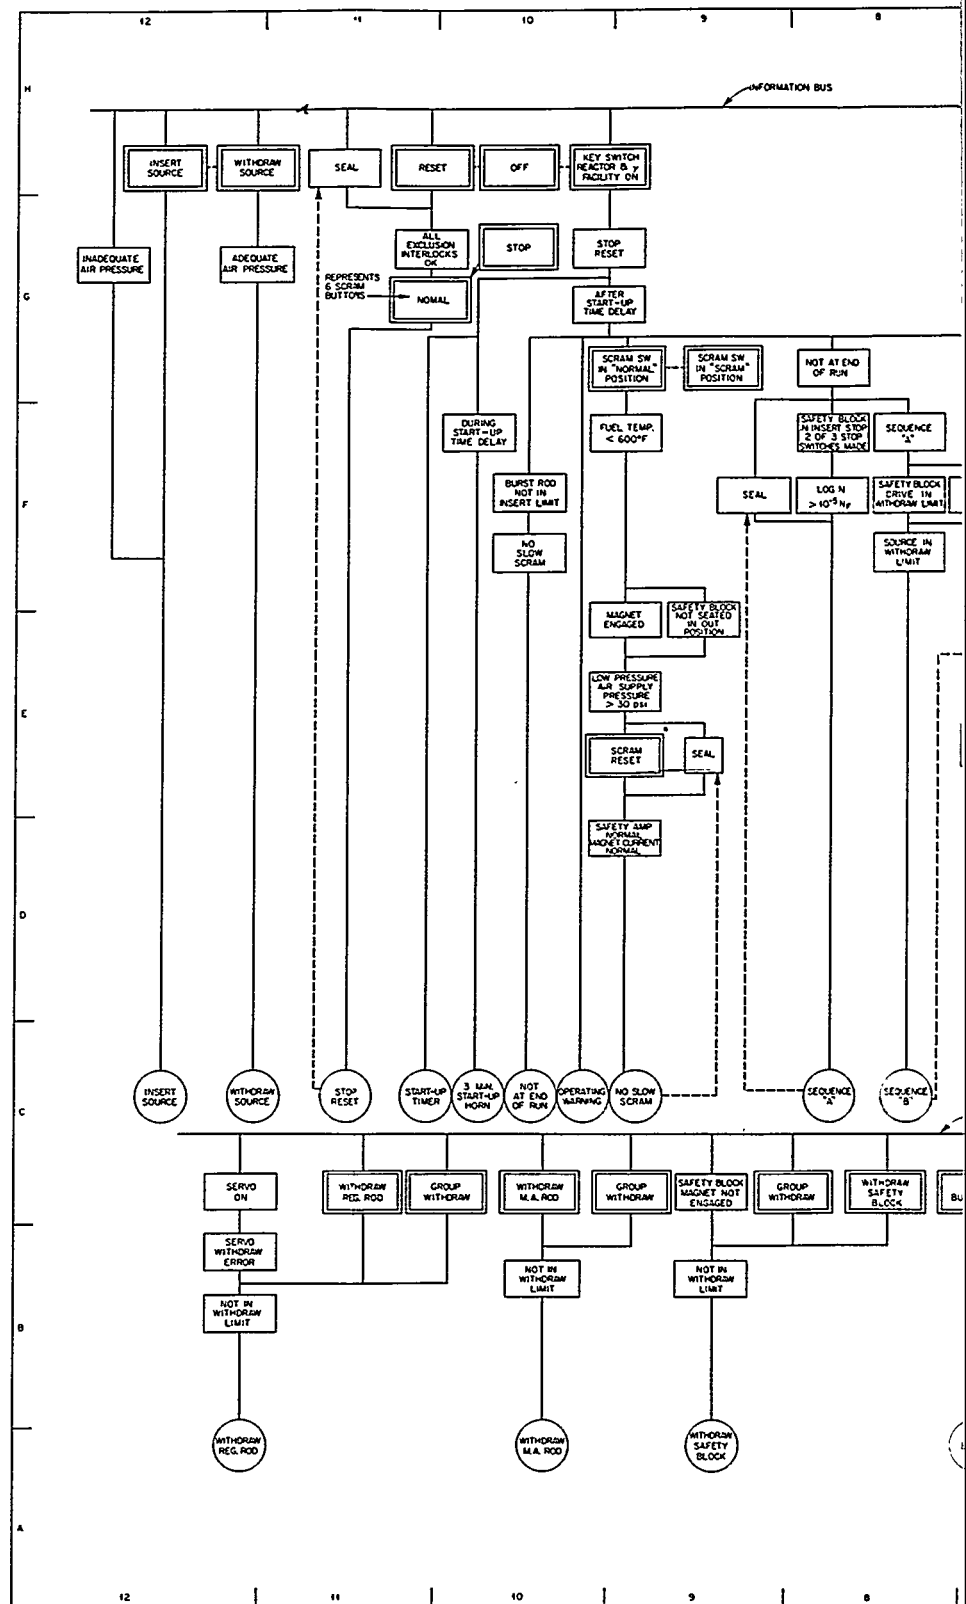 12 11 10 9 8
H
INFORMATION BUS
INSERT
SOURCE
WITHDRAW
SOURCE
SEAL
RESET
OFF
KEY SWITCH
REACTOR & γ
FACILITY ON
INADEQUATE
AIR PRESSURE
ADEQUATE
AIR PRESSURE
ALL
EXCLUSION
INTERLOCKS
OK
STOP
STOP
RESET
G
REPRESENTS
6 SCRAM
BUTTONS
NOMAL
AFTER
START-UP
TIME DELAY
SCRAM SW
IN "NORMAL"
POSITION
SCRAM SW
IN "SCRAM"
POSITION
NOT AT END
OF RUN
DURING
START-UP
TIME DELAY
FUEL TEMP.
< 600°F
SAFETY BLOCK
IN INSERT STOP
2 OF 3 STOP
SWITCHES MADE
SEQUENCE
"A"
F
BURST ROD
NOT IN
INSERT LIMIT
SEAL
LOG N
> 10⁻⁵ NF
SAFETY BLOCK
DRIVE IN
WITHDRAW LIMIT
NO
SLOW
SCRAM
SOURCE IN
WITHDRAW
LIMIT
MAGNET
ENGAGED
SAFETY BLOCK
NOT SEATED
IN OUT
POSITION
E
LOW PRESSURE
AIR SUPPLY
PRESSURE
> 30 PSI
SCRAM
RESET
SEAL
SAFETY AMP
NORMAL
MAGNET CURRENT
NORMAL
D
C
INSERT
SOURCE
WITHDRAW
SOURCE
STOP
RESET
START-UP
TIMER
3 MIN.
START-UP
HORN
NOT
AT END
OF RUN
OPERATING
WARNING
NO SLOW
SCRAM
SEQUENCE
"A"
SEQUENCE
"B"
SERVO
ON
WITHDRAW
REG. ROD
GROUP
WITHDRAW
WITHDRAW
M.A. ROD
GROUP
WITHDRAW
SAFETY BLOCK
MAGNET NOT
ENGAGED
GROUP
WITHDRAW
WITHDRAW
SAFETY
BLOCK
BU
SERVO
WITHDRAW
ERROR
NOT IN
WITHDRAW
LIMIT
NOT IN
WITHDRAW
LIMIT
B
NOT IN
WITHDRAW
LIMIT
WITHDRAW
REG. ROD
WITHDRAW
M.A. ROD
WITHDRAW
SAFETY
BLOCK
A
12 11 10 9 8